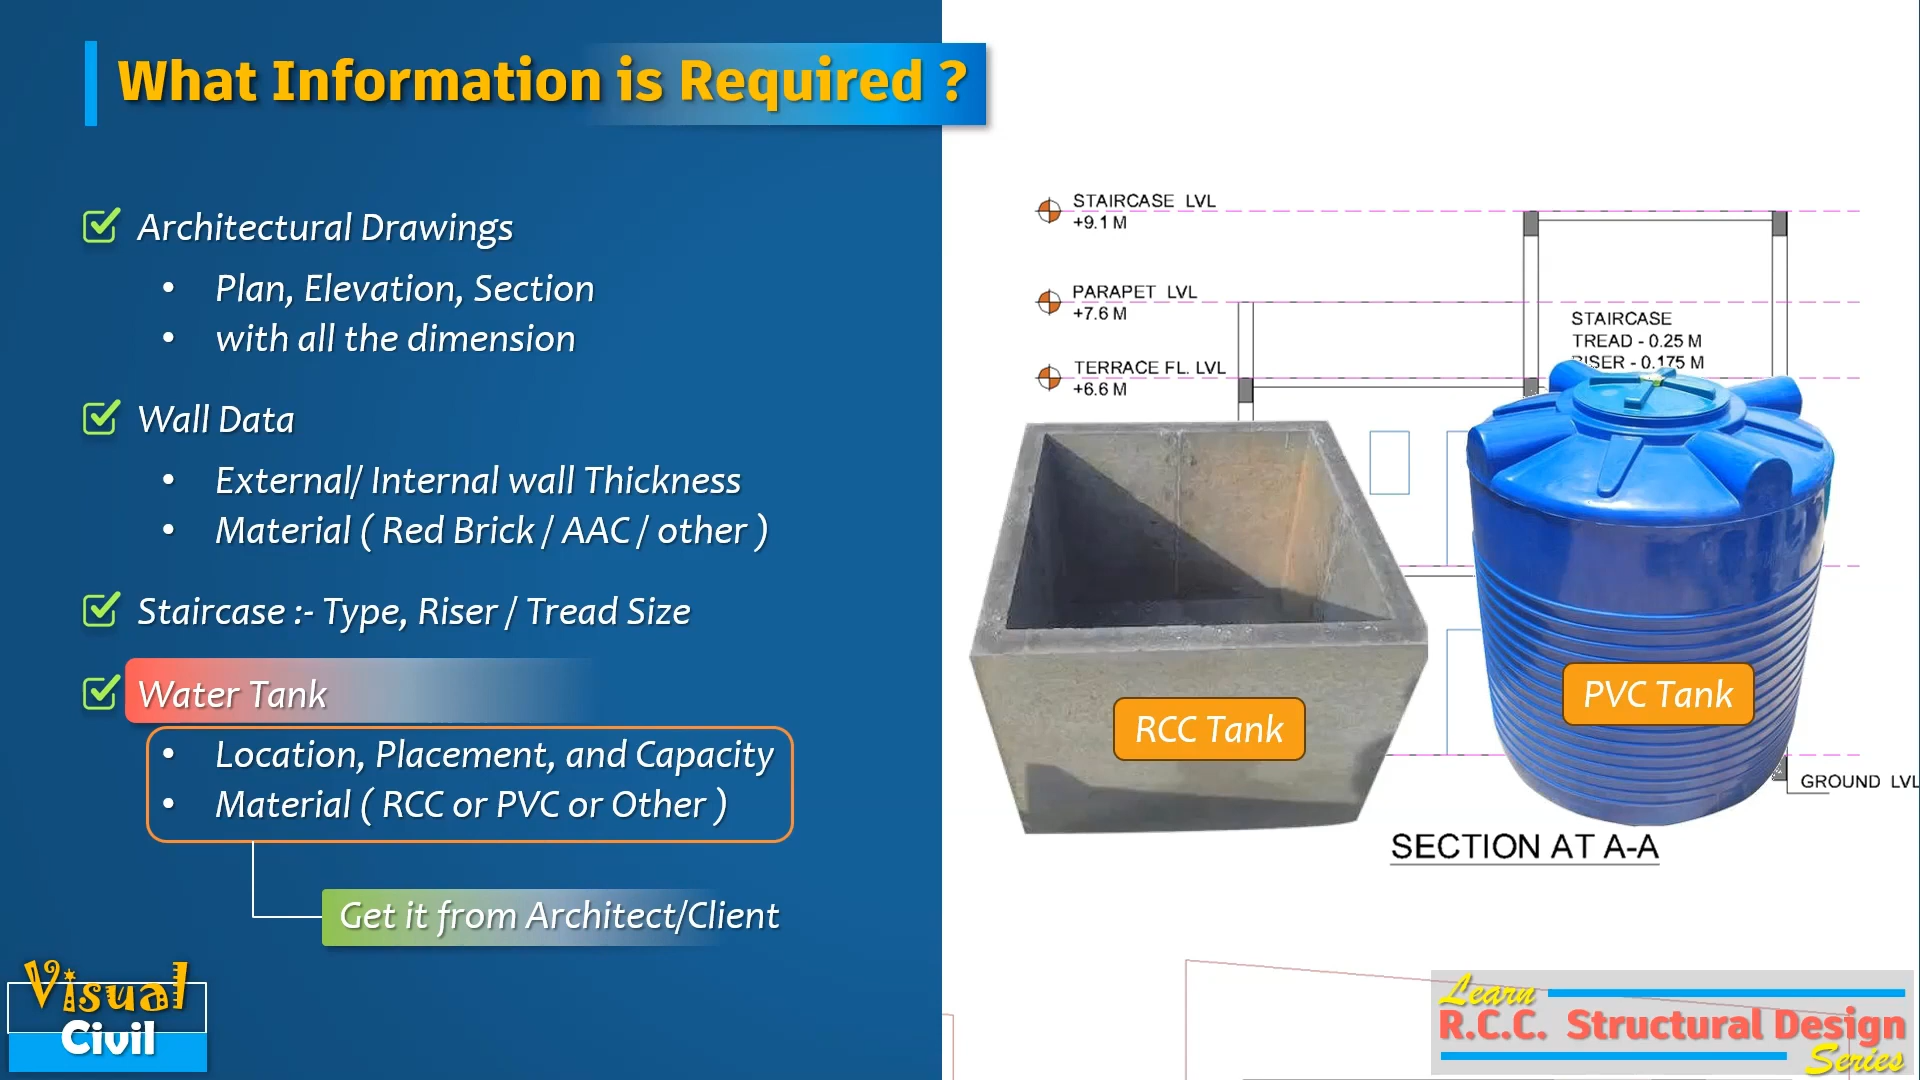 What Information is Required ?
Architectural Drawings
• Plan, Elevation, Section
• with all the dimension
Wall Data
• External/ Internal wall Thickness
• Material ( Red Brick / AAC / other )
Staircase :- Type, Riser / Tread Size
Water Tank
• Location, Placement, and Capacity
• Material ( RCC or PVC or Other )
Get it from Architect/Client
Visual
Civil
STAIRCASE LVL
+9.1 M
PARAPET LVL
+7.6 M
TERRACE FL. LVL
+6.6 M
STAIRCASE
TREAD - 0.25 M
RISER - 0.175 M
RCC Tank
PVC Tank
GROUND LVL
SECTION AT A-A
Learn
R.C.C. Structural Design
Series